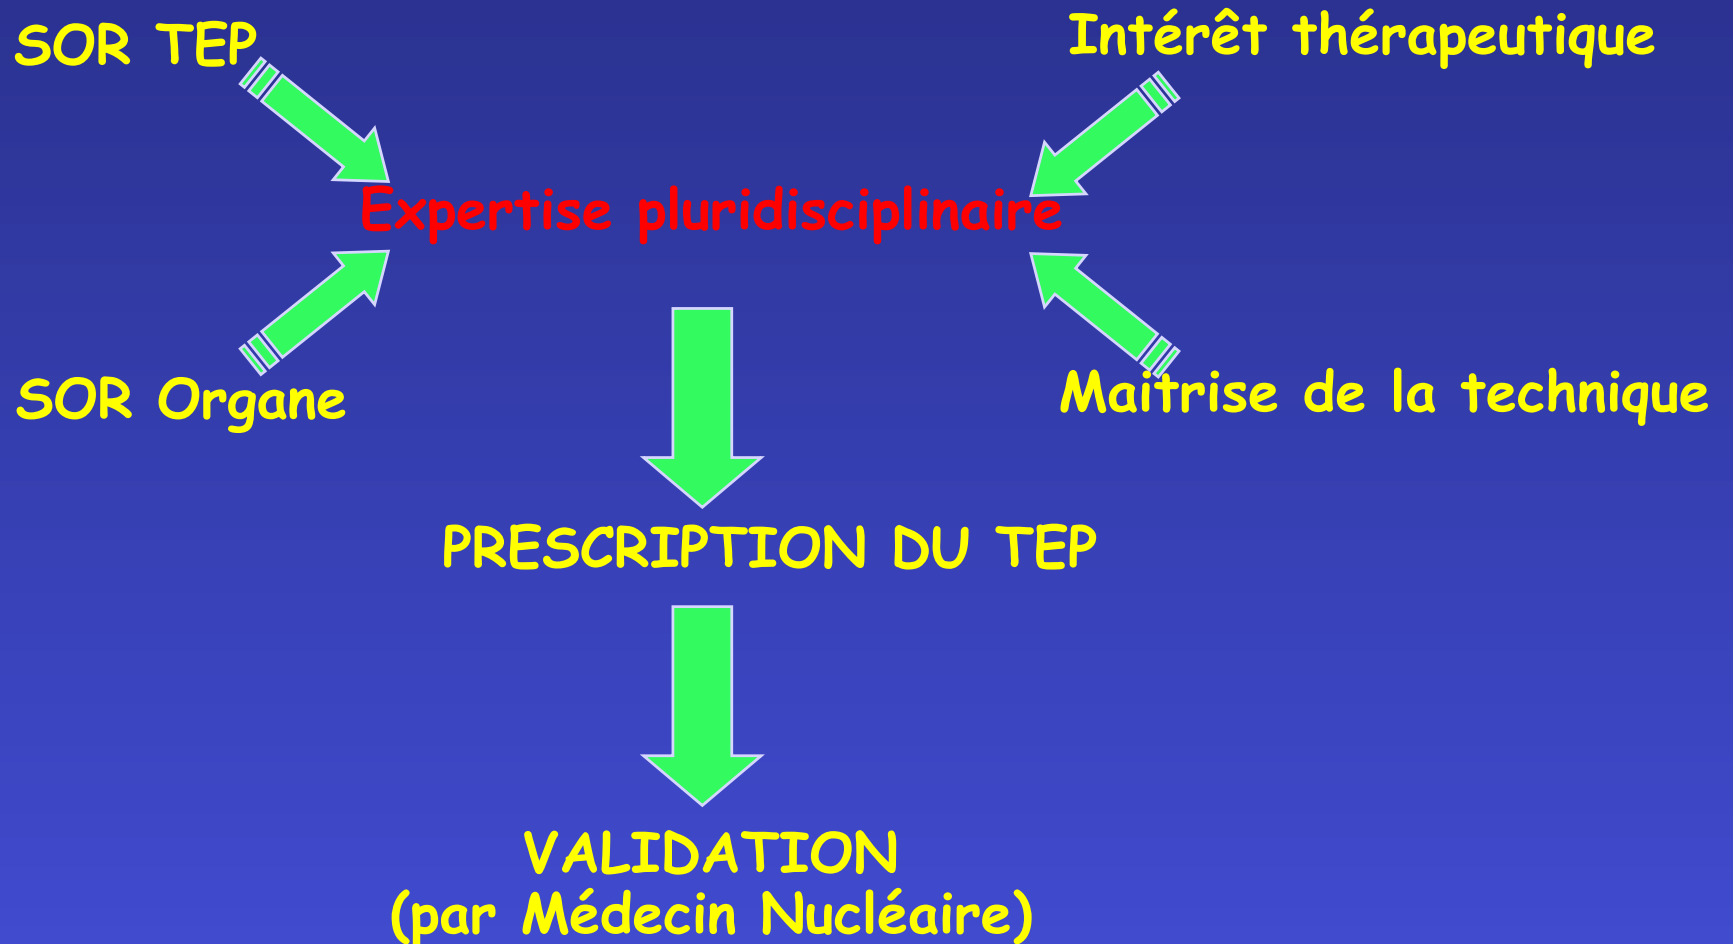 SOR TEP
Intérêt thérapeutique
Expertise pluridisciplinaire
SOR Organe
Maitrise de la technique
PRESCRIPTION DU TEP
VALIDATION
(par Médecin Nucléaire)